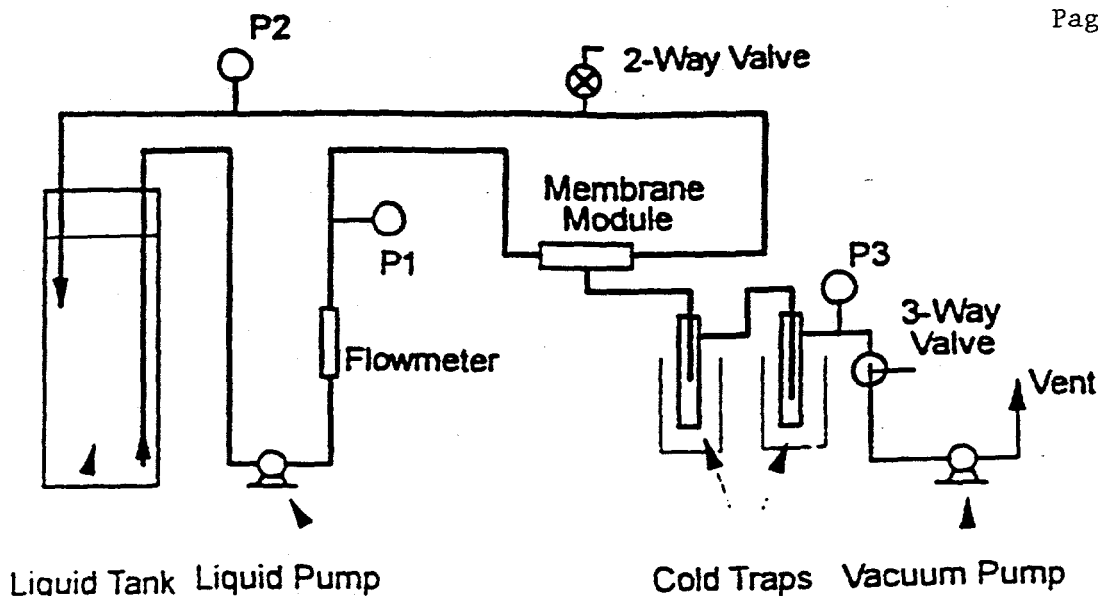 Pag
P2
2-Way Valve
Membrane
Module
P1
P3
3-Way
Valve
Flowmeter
Vent
Liquid Tank
Liquid Pump
Cold Traps
Vacuum Pump